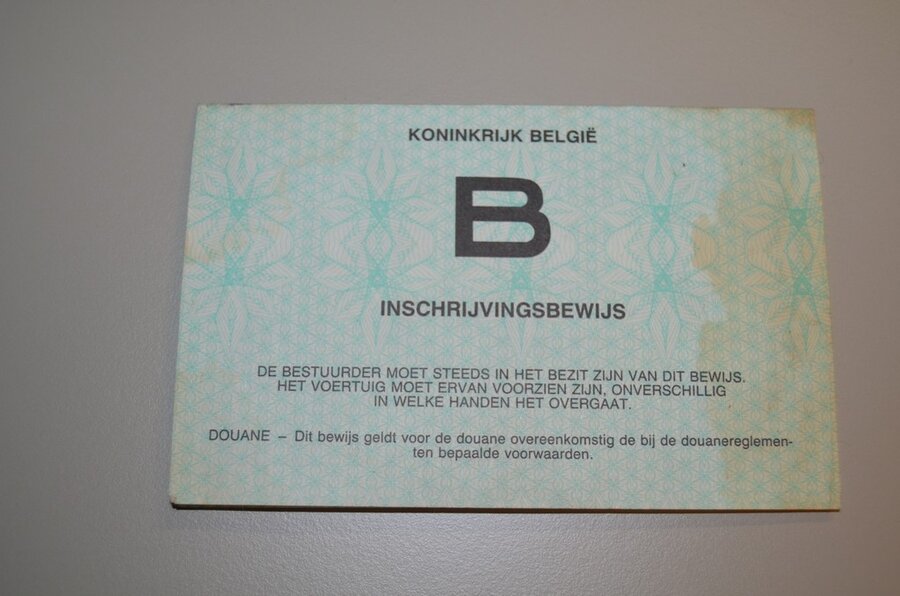 KONINKRIJK BELGIË
B
INSCHRIJVINGSBEWIJS
DE BESTUURDER MOET STEEDS IN HET BEZIT ZIJN VAN DIT BEWIJS.
HET VOERTUIG MOET ERVAN VOORZIEN ZIJN, ONVERSCHILLIG
IN WELKE HANDEN HET OVERGAAT.
DOUANE – Dit bewijs geldt voor de douane overeenkomstig de bij de douanereglemen-
ten bepaalde voorwaarden.